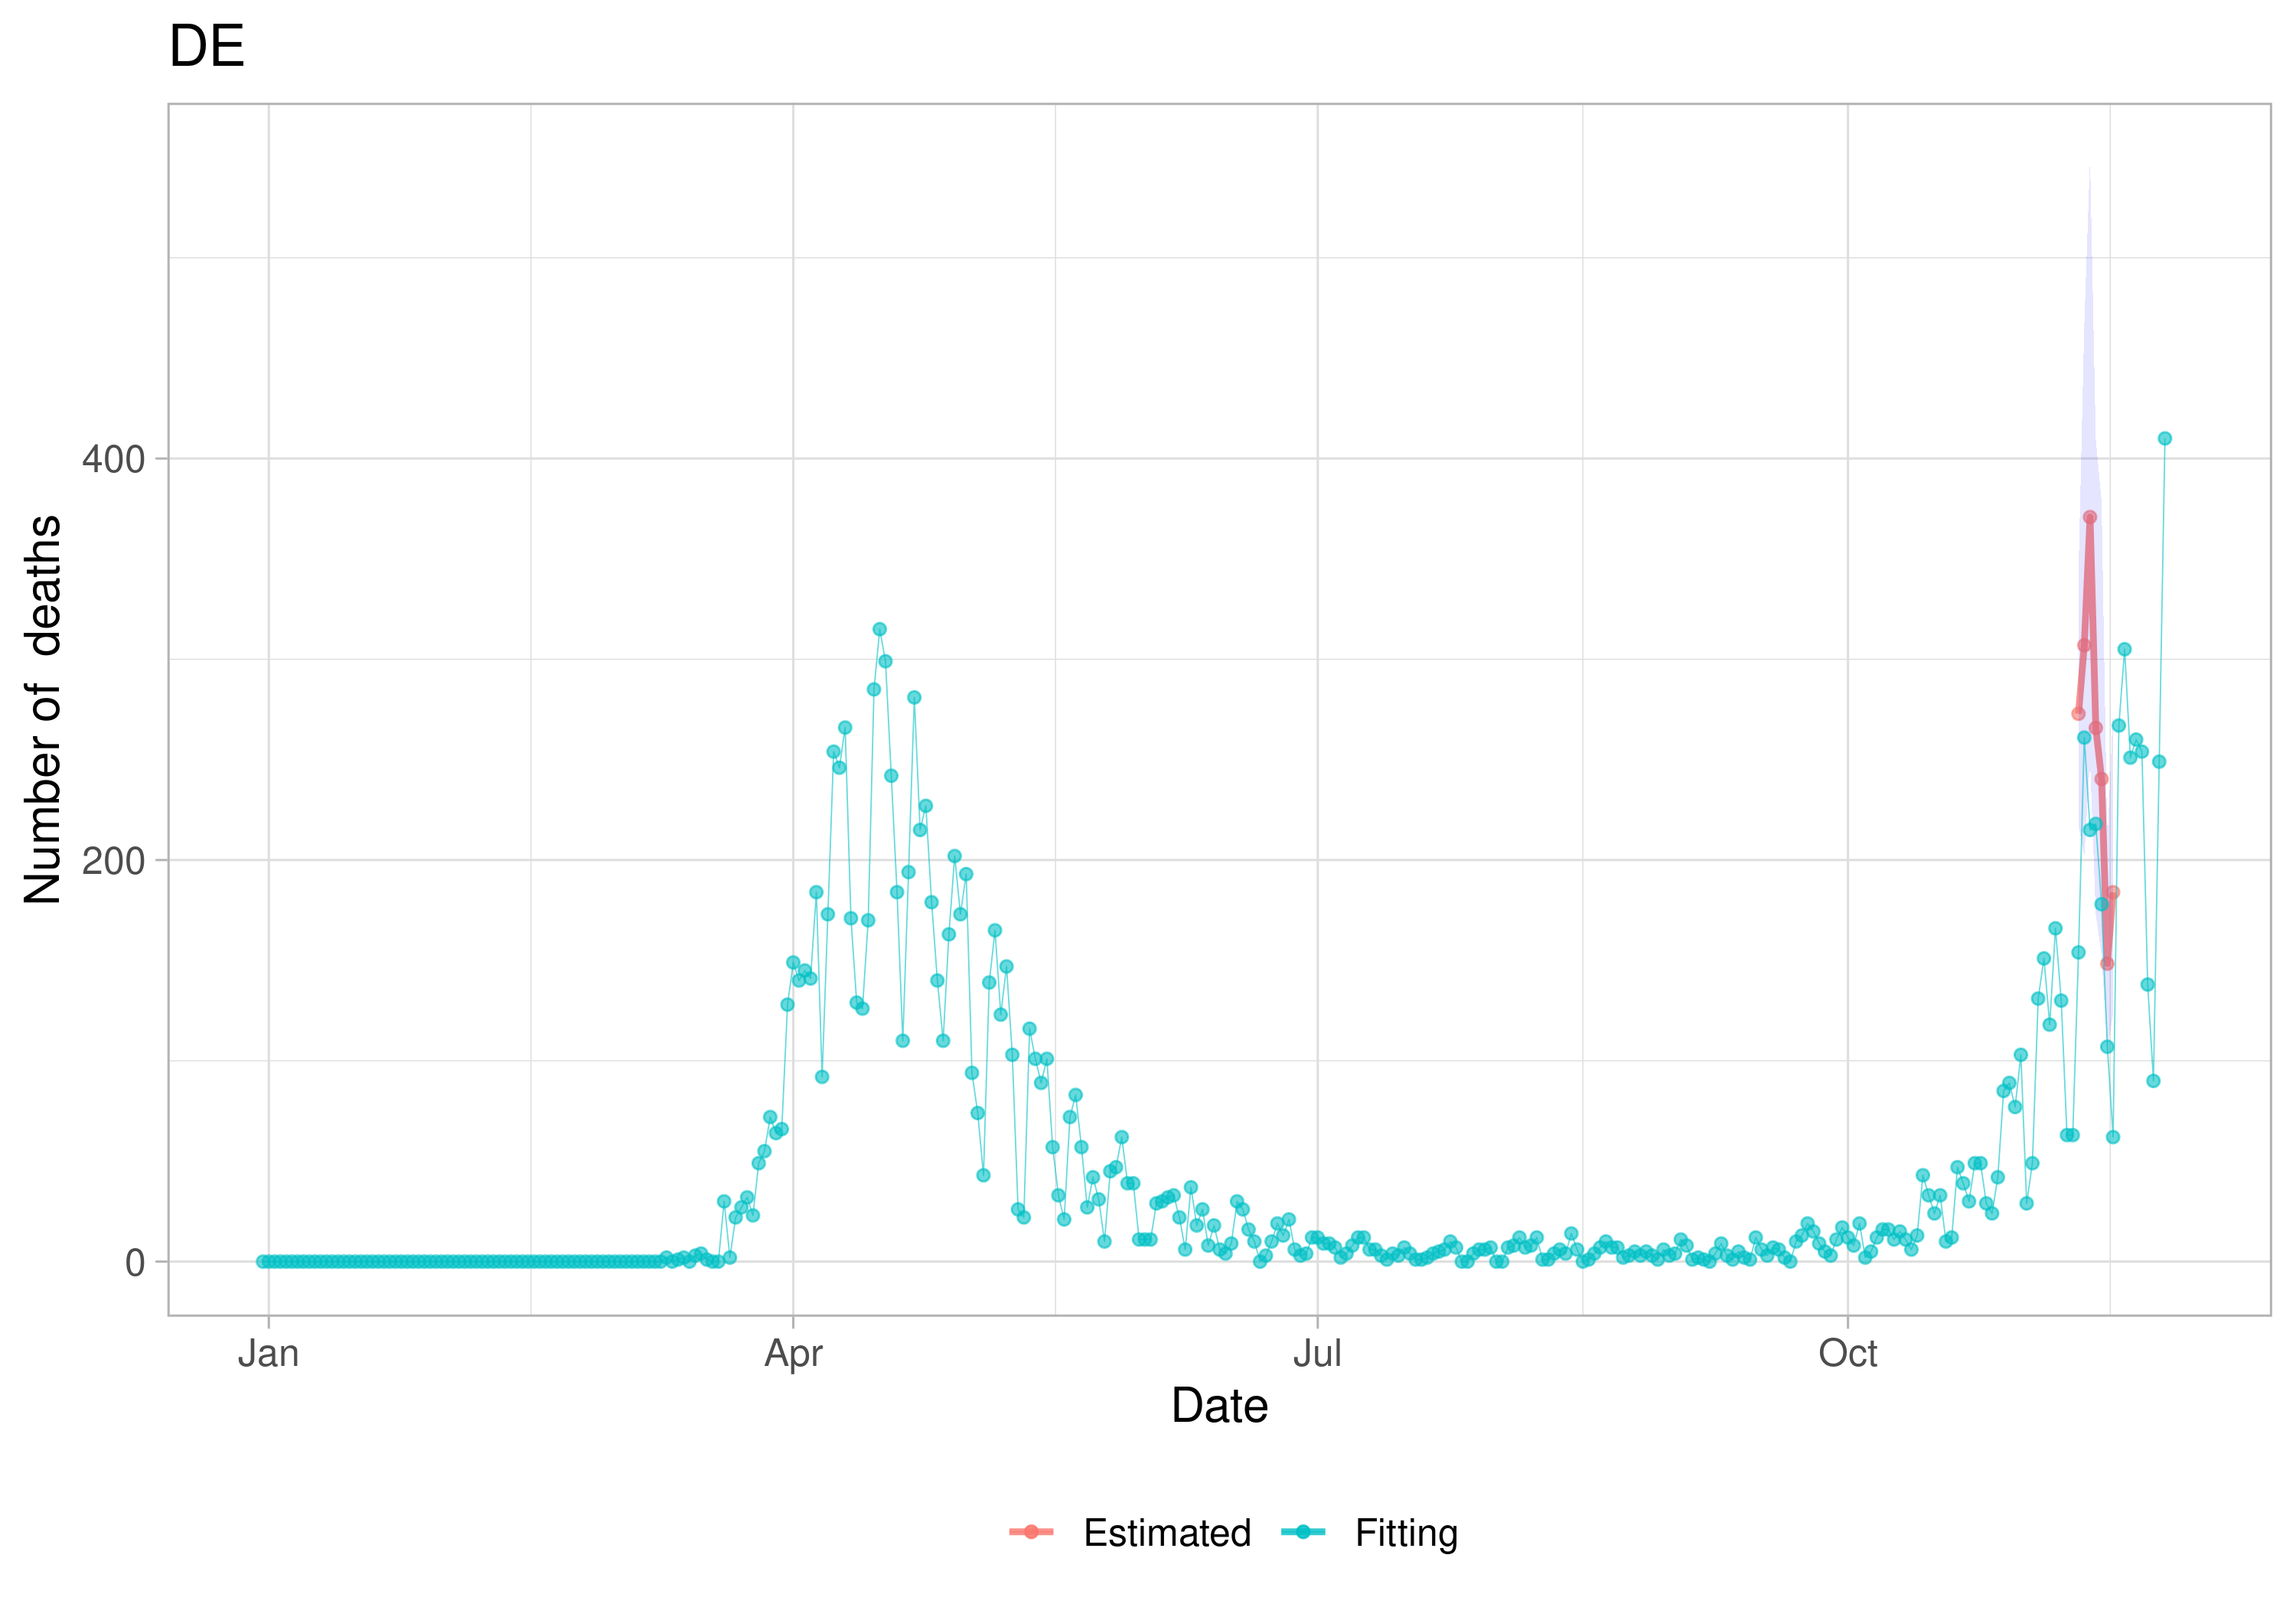 DE
Number of  deaths
400
200
0
Jan
Apr
Jul
Oct
Date
Estimated
Fitting